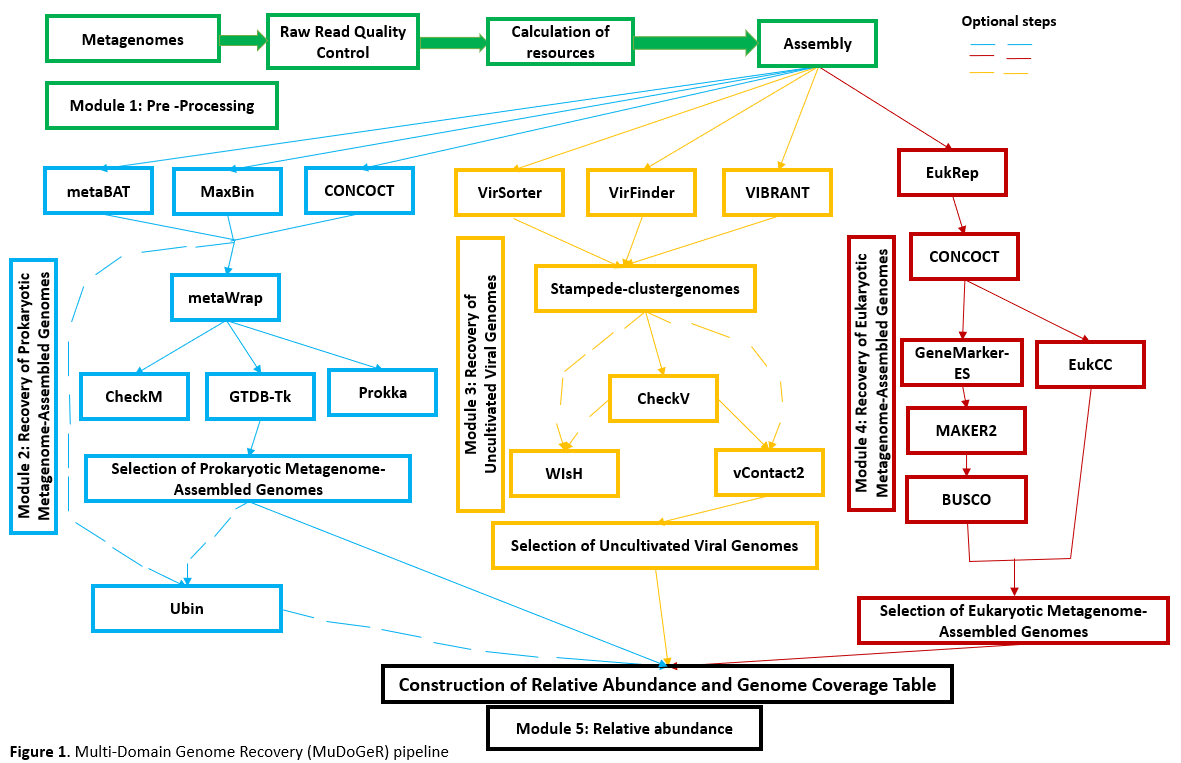 Metagenomes
Raw Read Quality
Control
Calculation of
resources
Assembly
Optional steps
Module 1: Pre -Processing
metaBAT
MaxBin
CONCOCT
VirSorter
VirFinder
VIBRANT
EukRep
Module 2: Recovery of Prokaryotic
Metagenome-Assembled Genomes
metaWrap
CheckM
GTDB-Tk
Prokka
Selection of Prokaryotic Metagenome-
Assembled Genomes
Ubin
Module 3: Recovery of
Uncultivated Viral Genomes
Stampede-clustergenomes
CheckV
WIsH
vContact2
Selection of Uncultivated Viral Genomes
Module 4: Recovery of Eukaryotic
Metagenome-Assembled Genomes
CONCOCT
GeneMarker-
ES
EukCC
MAKER2
BUSCO
Selection of Eukaryotic Metagenome-
Assembled Genomes
Construction of Relative Abundance and Genome Coverage Table
Module 5: Relative abundance
Figure 1. Multi-Domain Genome Recovery (MuDoGeR) pipeline